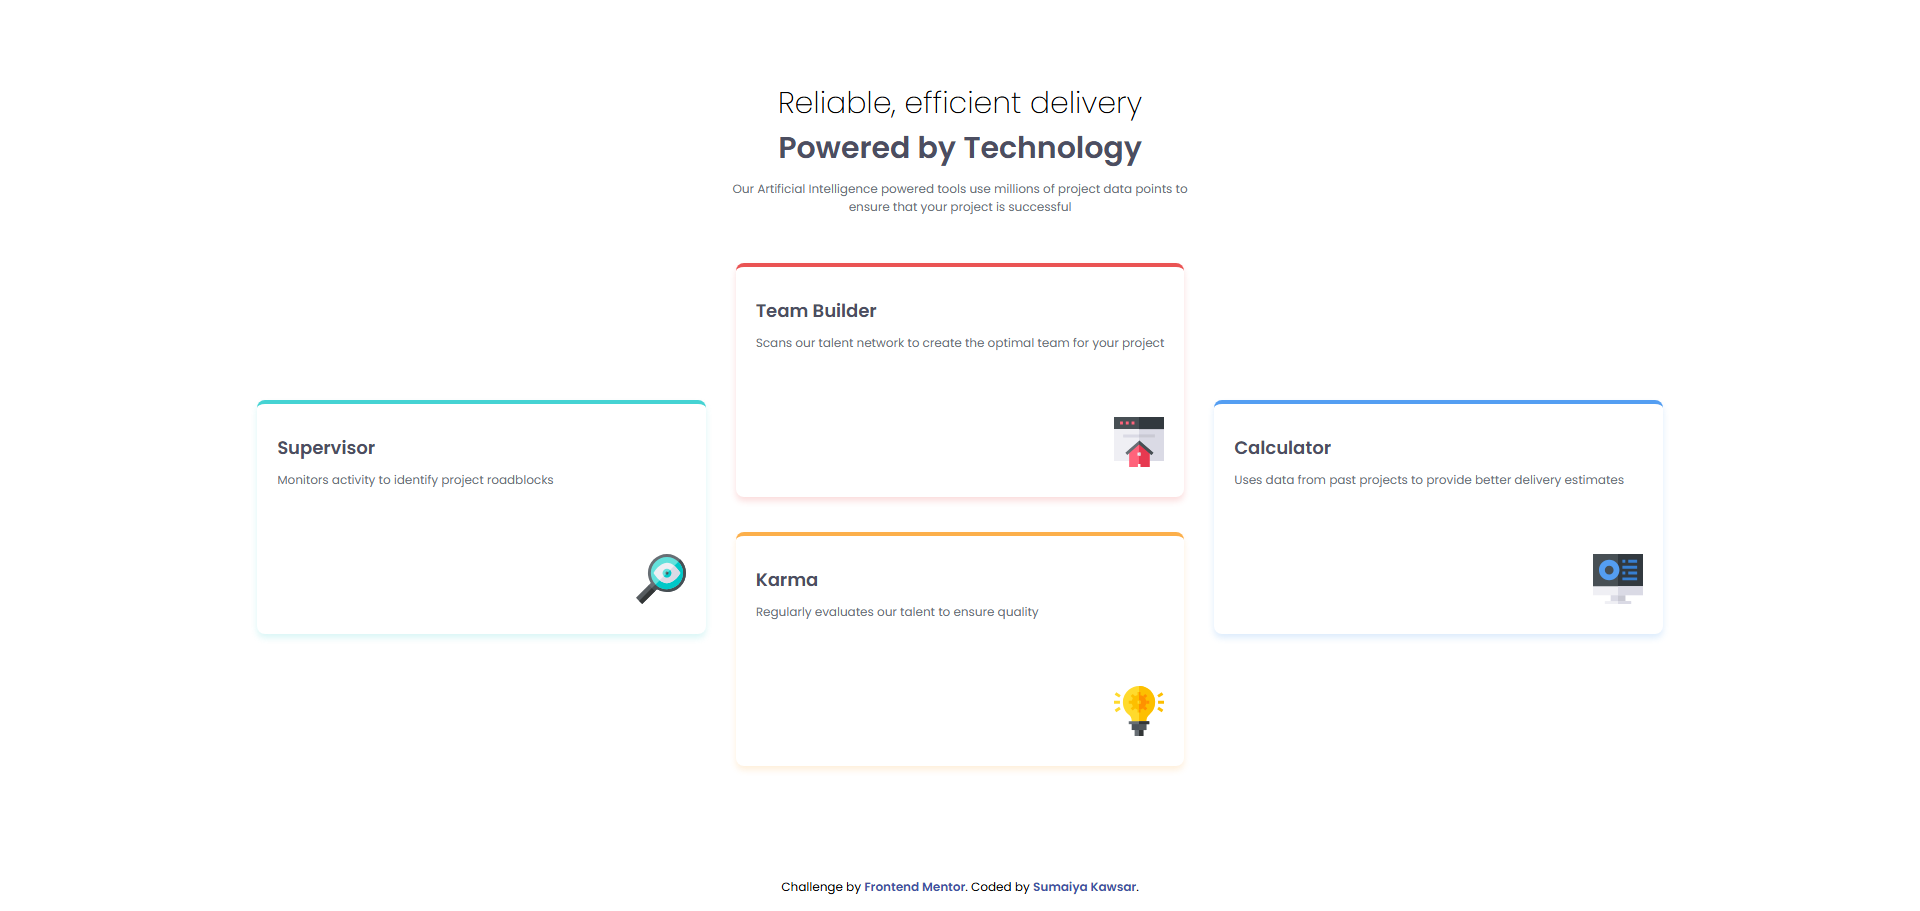 Reliable, efficient delivery
Powered by Technology
Our Artificial Intelligence powered tools use millions of project data points to
ensure that your project is successful
Team Builder
Scans our talent network to create the optimal team for your project
Supervisor
Monitors activity to identify project roadblocks
Calculator
Uses data from past projects to provide better delivery estimates
Karma
Regularly evaluates our talent to ensure quality
Challenge by Frontend Mentor. Coded by Sumaiya Kawsar.